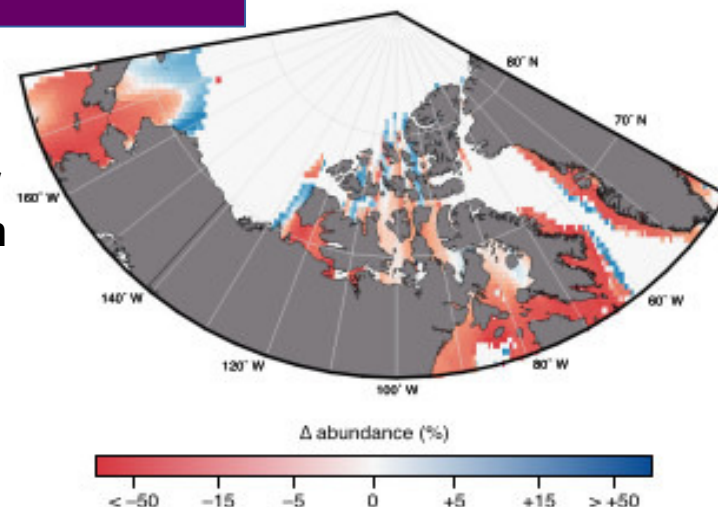 80° N
70° N
160° W
n
140° W
60° W
120° W
80° W
100° W
Δ abundance (%)
< –50 –15 –5 0 +5 +15 > +50